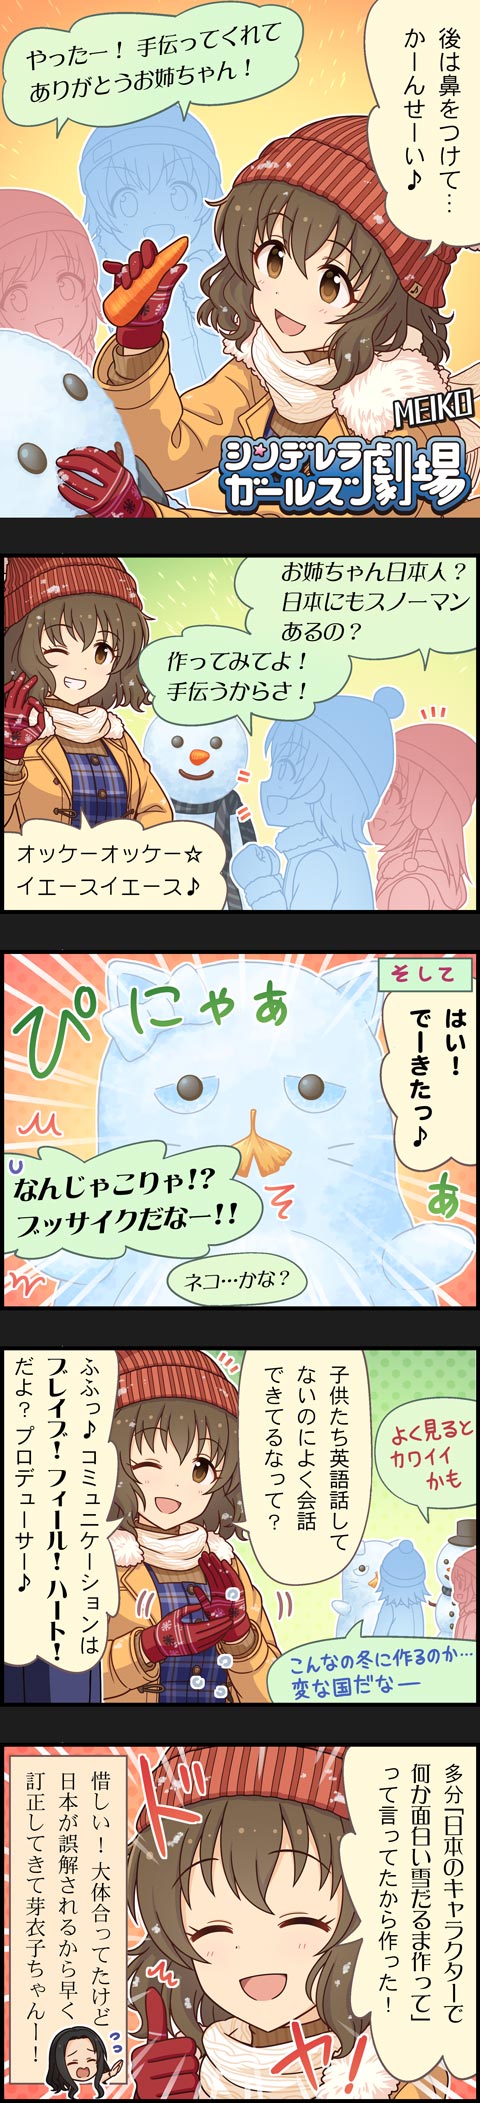 後は鼻をつけて…
かーんせーい♪
やったー！手伝ってくれて
ありがとうお姉ちゃん！
MEIKO
シンデレラ
ガールズ劇場
お姉ちゃん日本人？
日本にもスノーマン
あるの？
作ってみてよ！
手伝うからさ！
オッケーオッケー☆
イエースイエース♪
そして
はい！
でーきたっ♪
ぴにゃあ
あ
なんじゃこりゃ!?
ブッサイクだなー!!
ネコ…かな？
よく見ると
カワイイ
かも
子供たち英語話して
ないのによく会話
できてるなって？
ふふっ♪コミュニケーションは
ブレイブ！フィール！ハート！
だよ？プロデューサー♪
こんなの冬に作るのか…
変な国だなー
多分「日本のキャラクターで
何か面白い雪だるま作って」
って言ってたから作った！
ドヤ！
惜しい！大体合ってたけど
日本が誤解されるから早く
訂正してきて芽衣子ちゃんー！